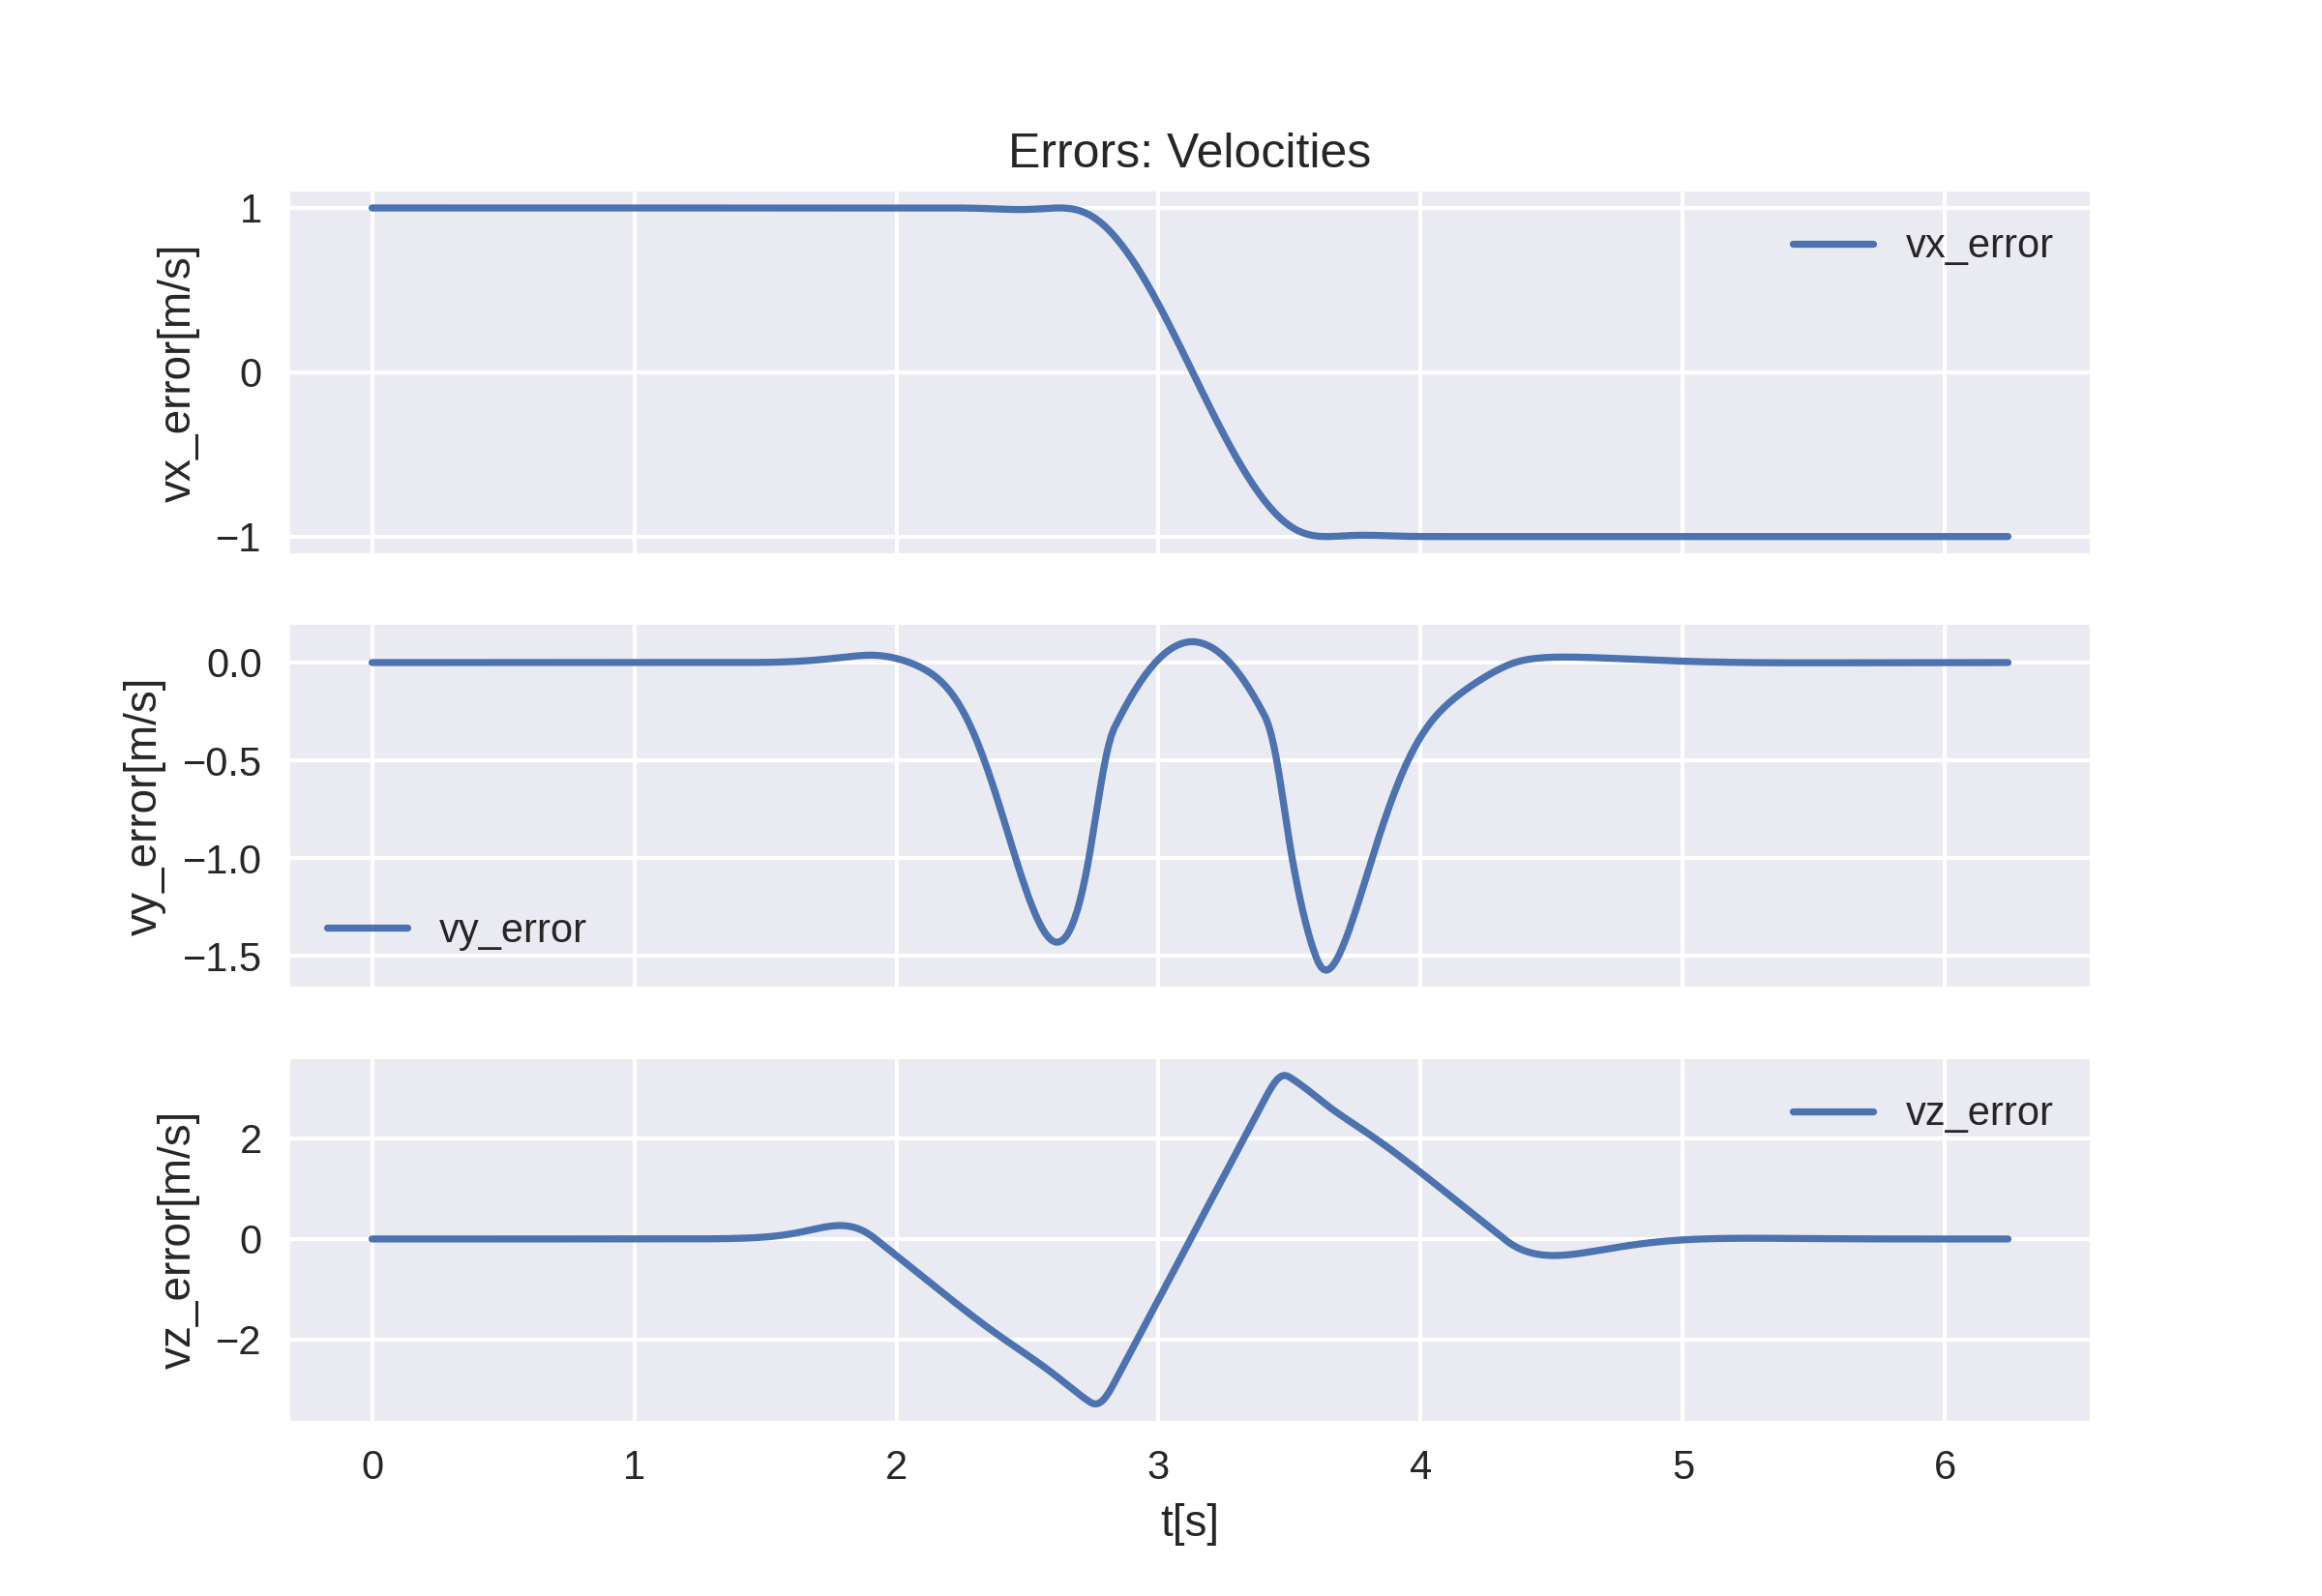 Errors: Velocities
1
0
−1
vx_error[m/s]
vx_error
0.0
−0.5
−1.0
−1.5
vy_error[m/s]
vy_error
2
0
−2
vz_error[m/s]
vz_error
0 1 2 3 4 5 6
t[s]